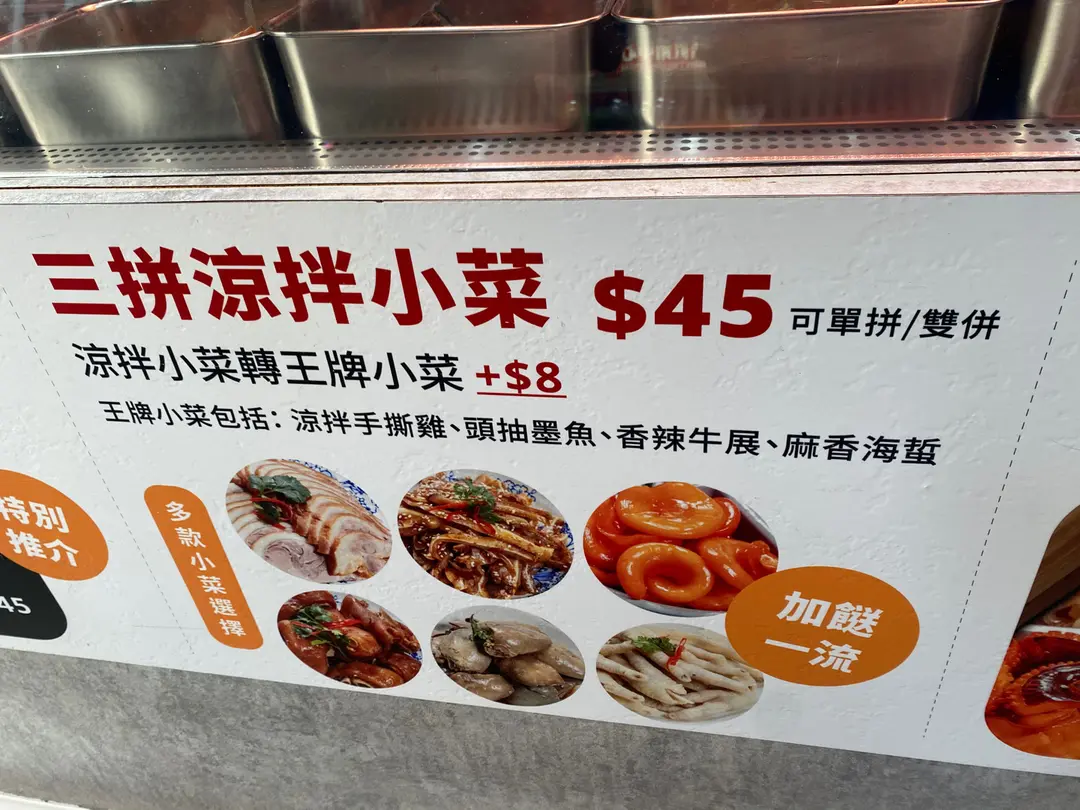 三拼涼拌小菜 $45 可單拼/雙併
涼拌小菜轉王牌小菜 +$8
王牌小菜包括：涼拌手撕雞、頭抽墨魚、香辣牛展、麻香海蜇
特別
推介
45
多款小菜選擇
加餸
一流